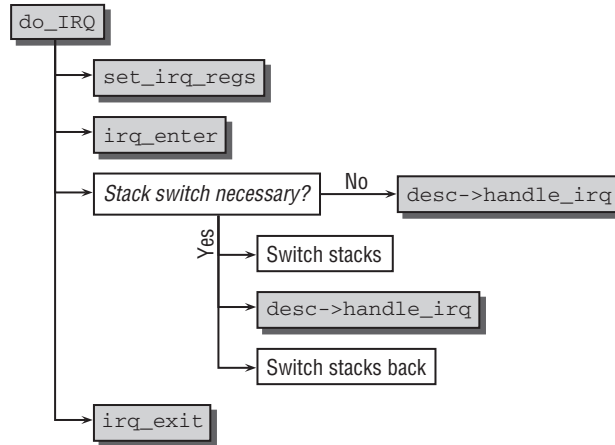 do_IRQ
set_irq_regs
irq_enter
Stack switch necessary?
No
desc->handle_irq
Yes
Switch stacks
desc->handle_irq
Switch stacks back
irq_exit